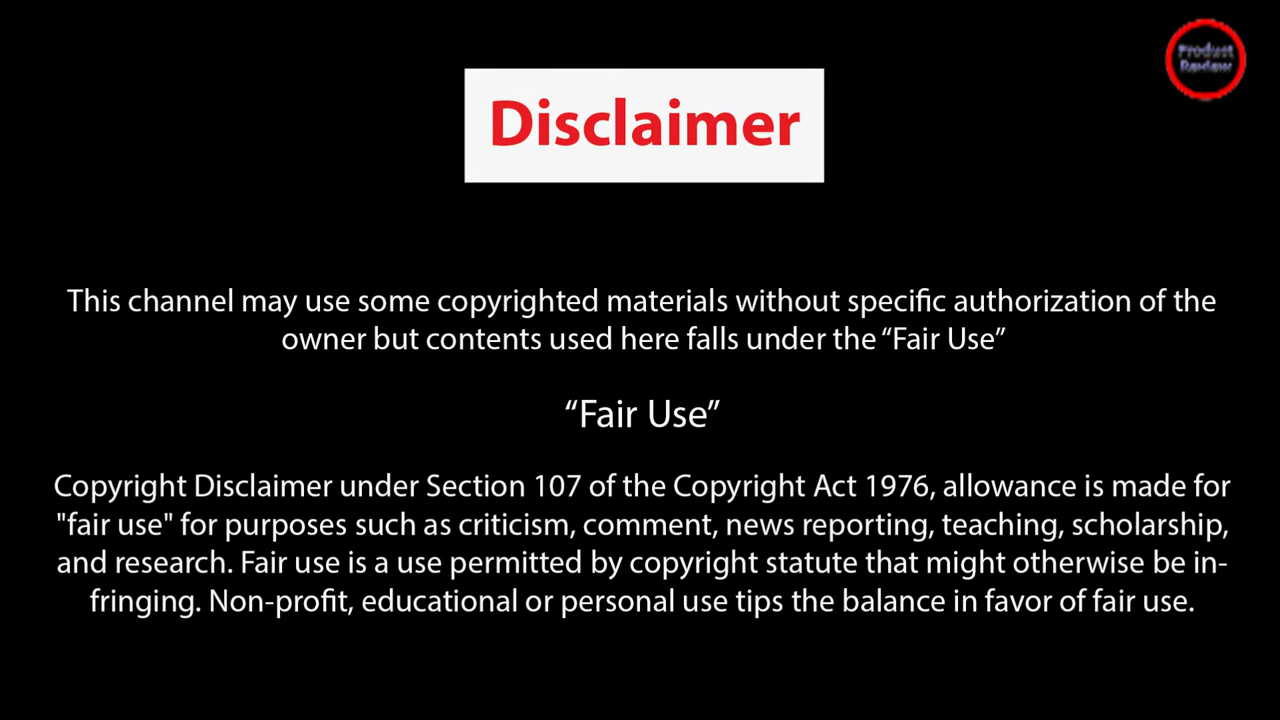 Product
Review
Disclaimer
This channel may use some copyrighted materials without specific authorization of the
owner but contents used here falls under the “Fair Use”
“Fair Use”
Copyright Disclaimer under Section 107 of the Copyright Act 1976, allowance is made for
"fair use" for purposes such as criticism, comment, news reporting, teaching, scholarship,
and research. Fair use is a use permitted by copyright statute that might otherwise be in-
fringing. Non-profit, educational or personal use tips the balance in favor of fair use.